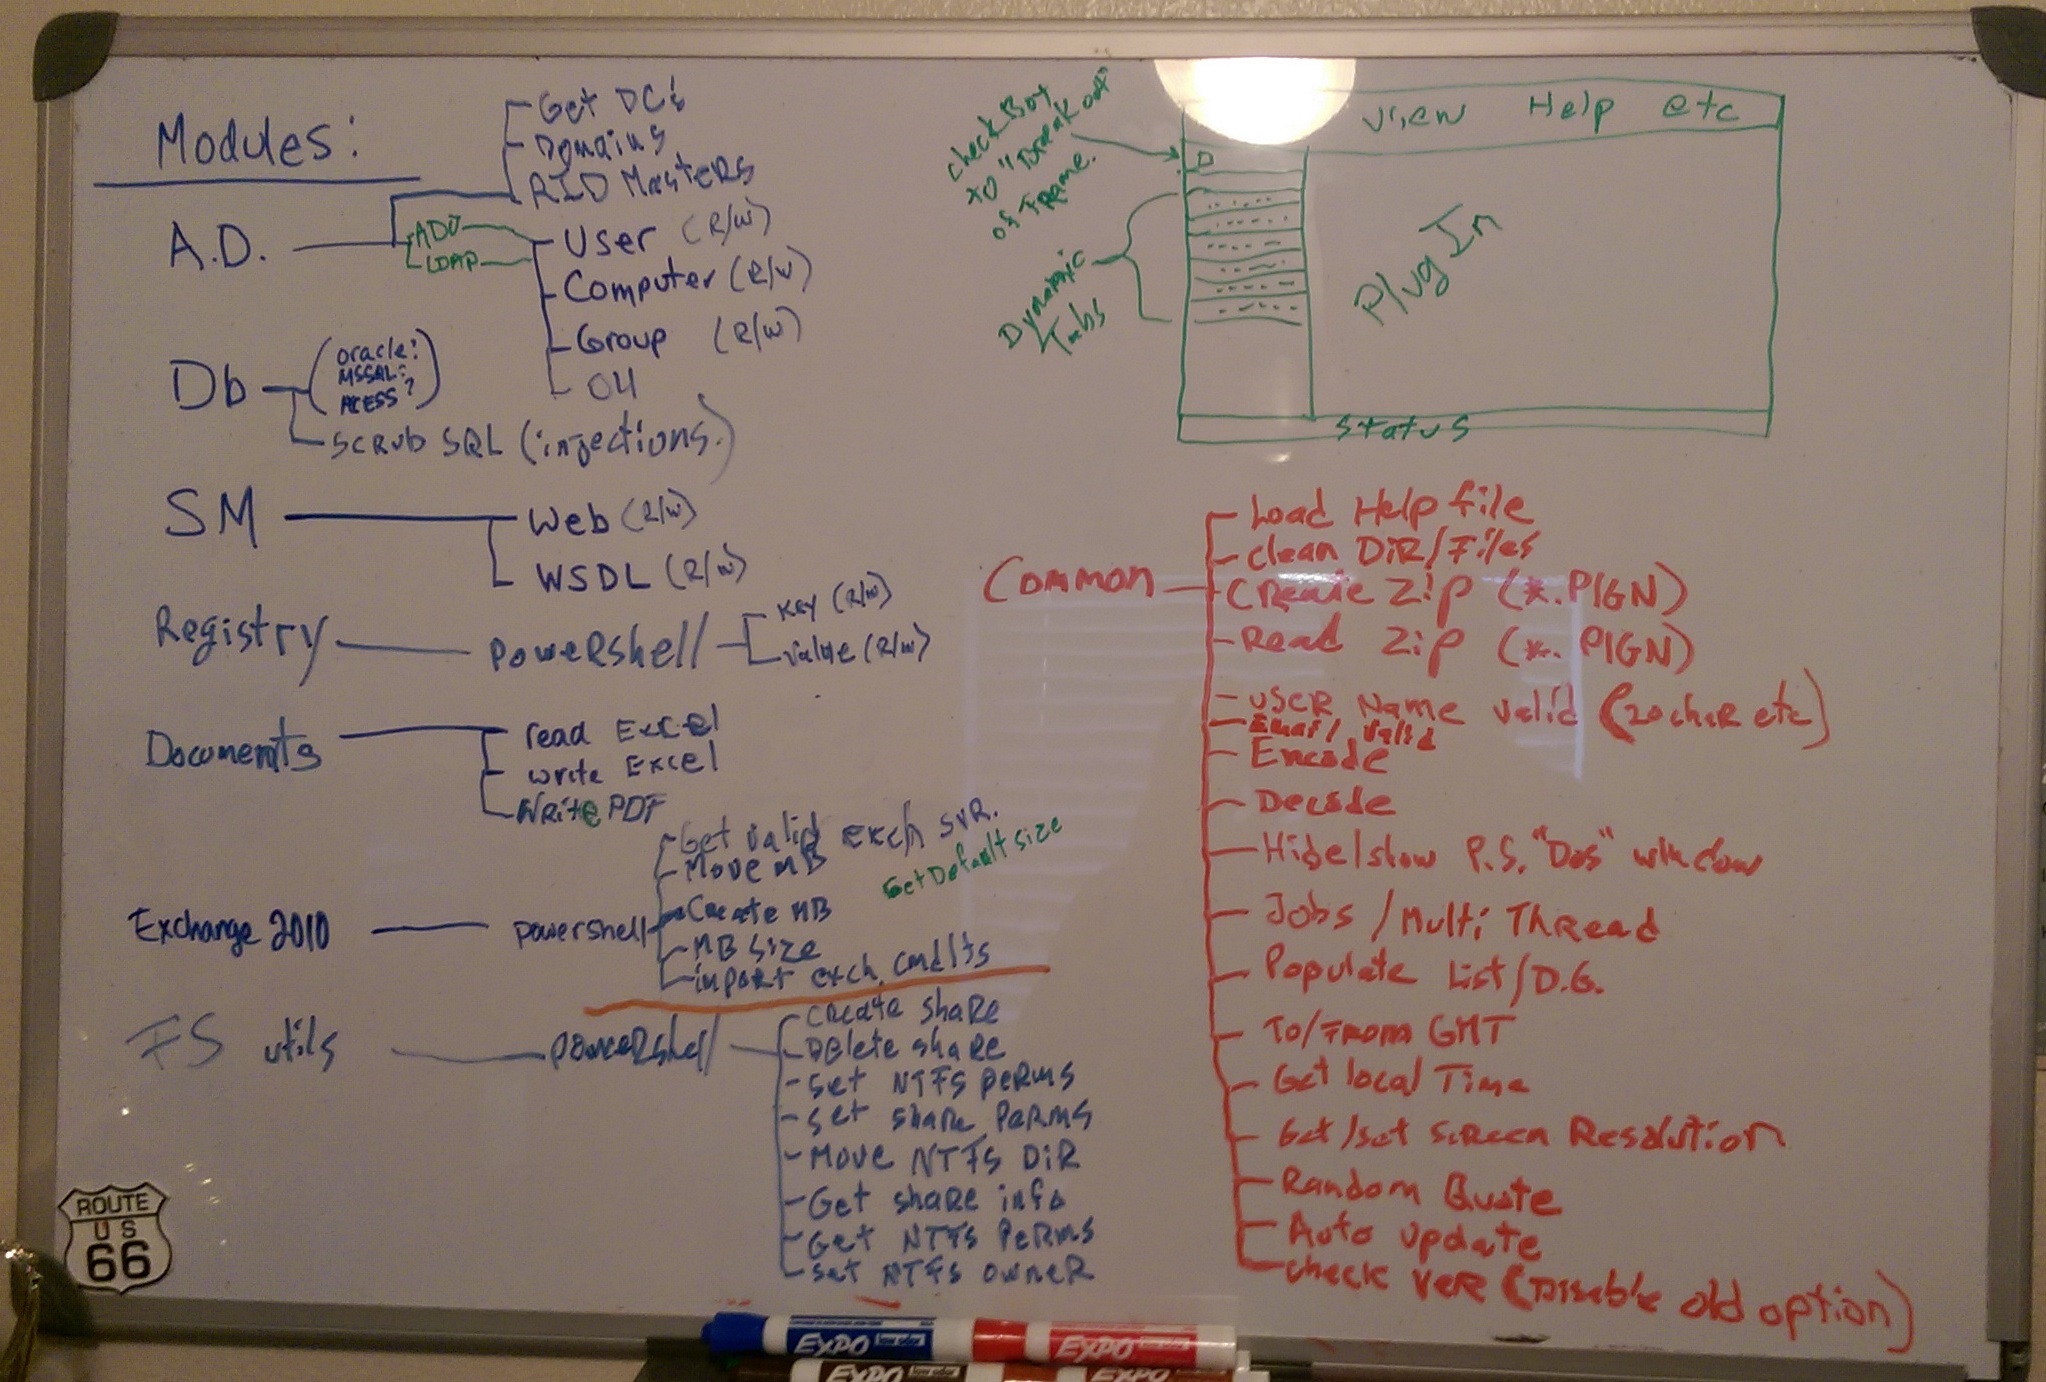 Modules:
A.D.
Get DC's
Domains
RID Masters
ADO
LDAP
User (R/W)
Computer (R/W)
Group (R/W)
OU
Db
oracle:
MSSQL:
ACESS?
SCRUB SQL (injections.)
SM
Web (R/W)
WSDL (R/W)
Registry
PoweRshell
Key (R/W)
value (R/W)
Documents
read Excel
write Excel
Write PDF
Exchange 2010
powershell
Get valid exch SVR.
Move MB
Create MB
Get Default size
MB Size
import exch. cmdlts
FS utils
poweRshell
Create Share
Delete share
Set NTFS peRms
Set share PeRms
Move NTFS DiR
Get share info
Get NTFS PeRms
Set NTFS owneR
checkBox
to "Break out"
of Frame.
Dynamic
Tabs
View Help etc
Plug In
Status
Common
Load Help file
Clean DiR/Files
Create Zip (*.PlGN)
Read Zip (*.PlGN)
USER Name Valid (20 chaR etc)
Email Valid
Encode
Decode
Hide/show P.S. "Dos" window
Jobs / Multi Thread
Populate List/D.G.
To/From GMT
Get local Time
Get/set screen Resolution
Random Quote
Auto update
Check VeR (Disable old option)
ROUTE
US
66
EXPO low odor
EXPO
EXPO low odor
EXPO